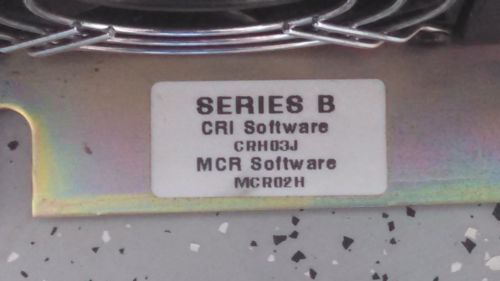 SERIES B
CRI Software
CRH03J
MCR Software
MCR02H